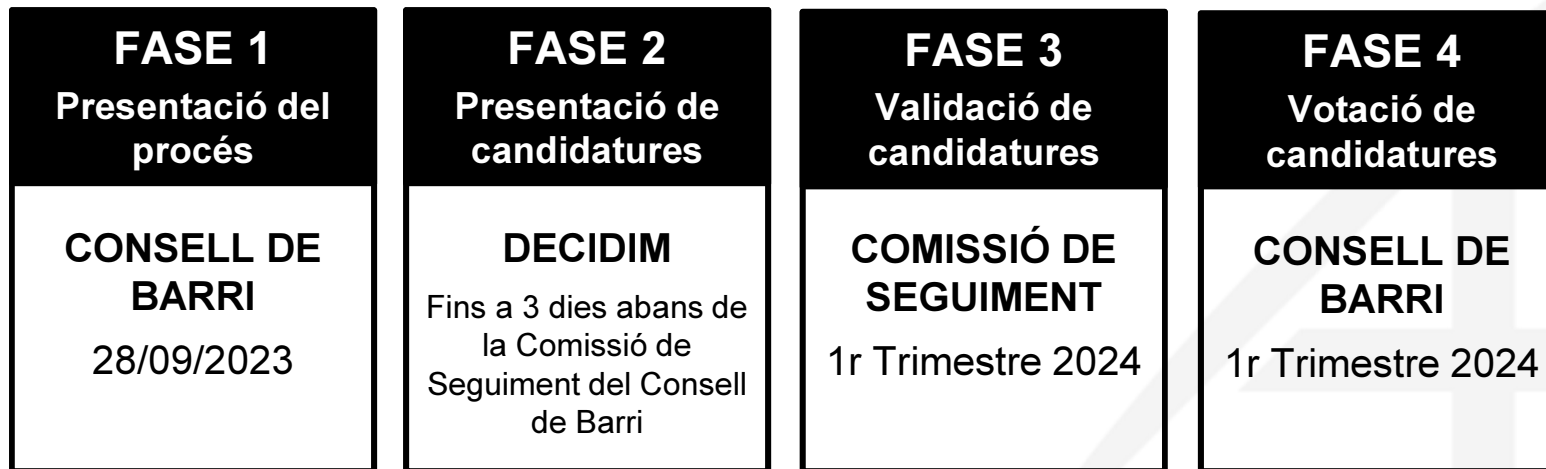 FASE 1
Presentació del
procés
CONSELL DE
BARRI
28/09/2023
FASE 2
Presentació de
candidatures
DECIDIM
Fins a 3 dies abans de
la Comissió de
Seguiment del Consell
de Barri
FASE 3
Validació de
candidatures
COMISSIÓ DE
SEGUIMENT
1r Trimestre 2024
FASE 4
Votació de
candidatures
CONSELL DE
BARRI
1r Trimestre 2024